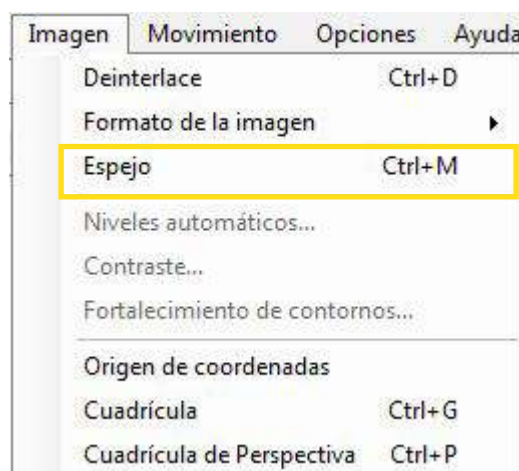 Imagen Movimiento Opciones Ayuda
Deinterlace Ctrl+D
Formato de la imagen
Espejo Ctrl+M
Niveles automáticos...
Contraste...
Fortalecimiento de contornos...
Origen de coordenadas
Cuadrícula Ctrl+G
Cuadrícula de Perspectiva Ctrl+P